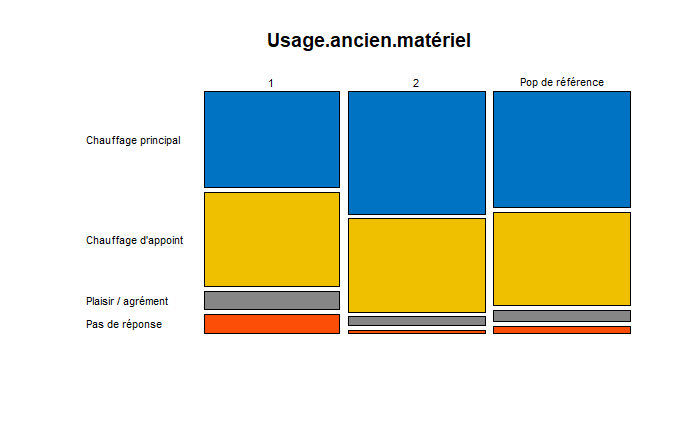 Usage.ancien.matériel
1
2
Pop de référence
Chauffage principal
Chauffage d'appoint
Plaisir / agrément
Pas de réponse